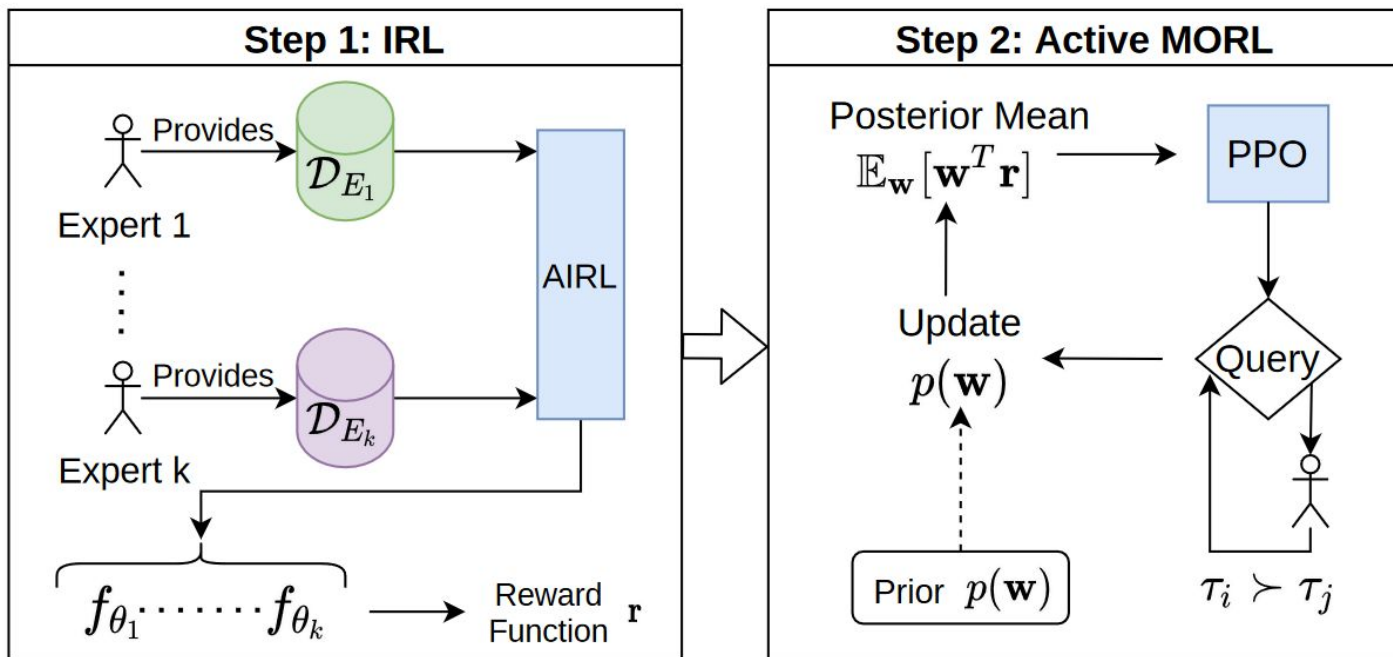 Step 1: IRL
Provides
𝒟_{E_1}
Expert 1
AIRL
Provides
𝒟_{E_k}
Expert k
f_{θ_1} ······· f_{θ_k}
Reward
Function r
Step 2: Active MORL
Posterior Mean
𝔼_w[w^T r]
PPO
Update
p(w)
Query
Prior p(w)
τ_i ≻ τ_j